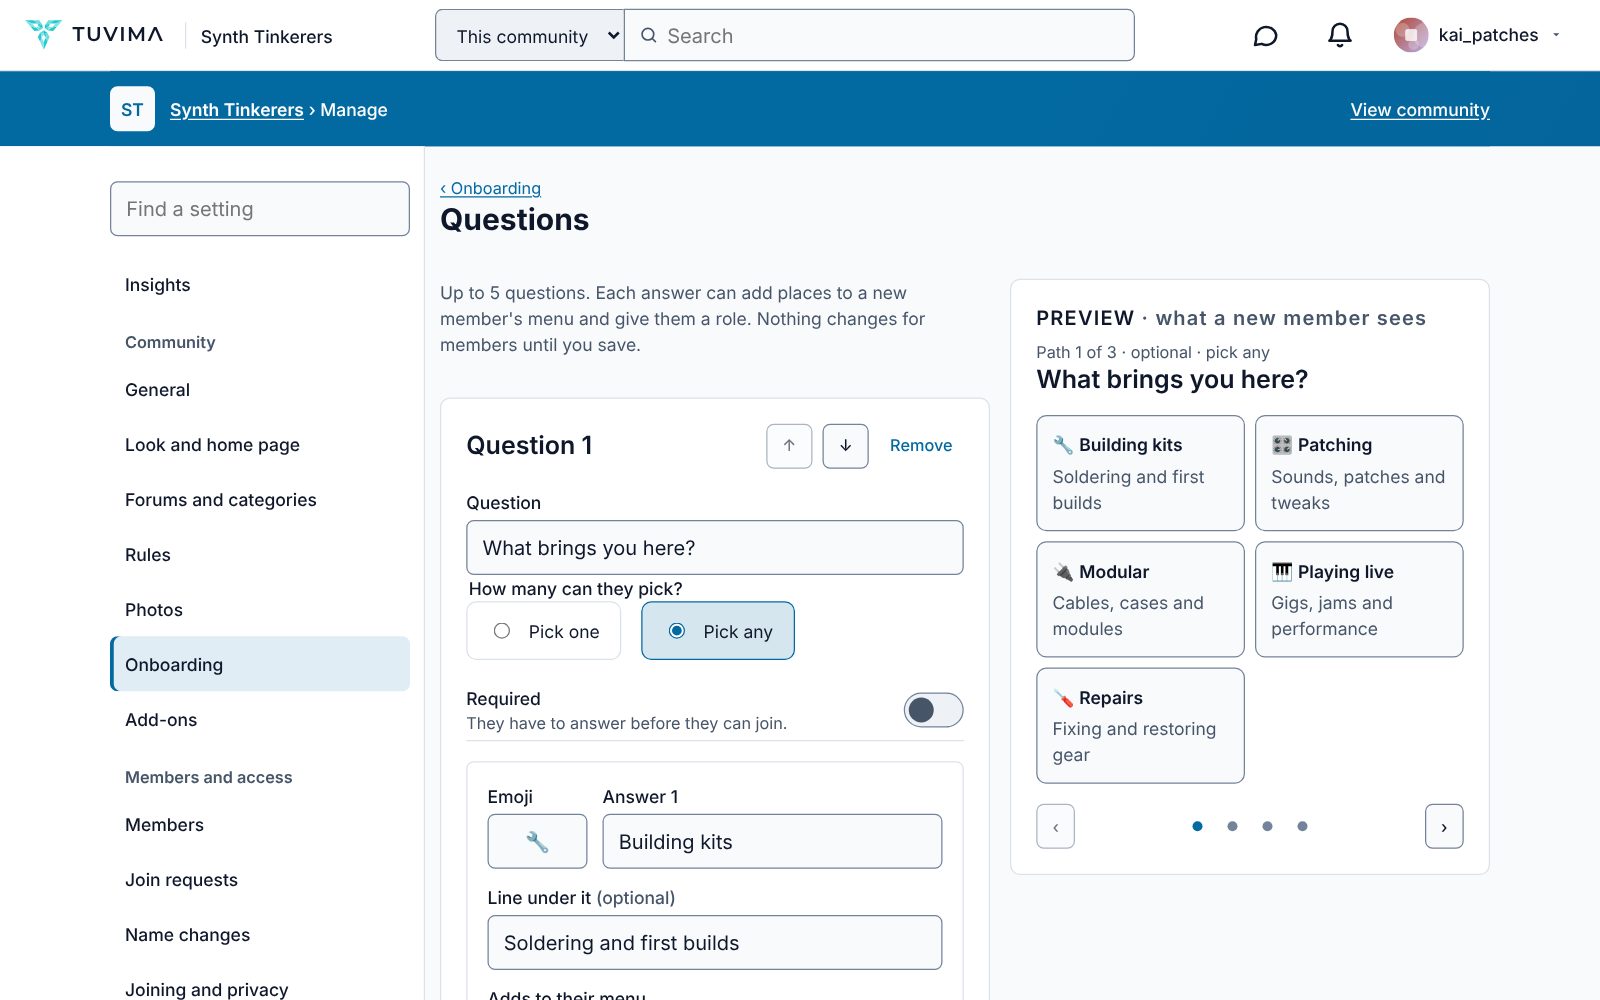 TUVIMA
Synth Tinkerers
This community
Search
kai_patches
ST
Synth Tinkerers › Manage
View community
Find a setting
Insights
Community
General
Look and home page
Forums and categories
Rules
Photos
Onboarding
Add-ons
Members and access
Members
Join requests
Name changes
Joining and privacy
‹ Onboarding
Questions
Up to 5 questions. Each answer can add places to a new
member's menu and give them a role. Nothing changes for
members until you save.
Question 1
↑
↓
Remove
Question
What brings you here?
How many can they pick?
Pick one
Pick any
Required
They have to answer before they can join.
Emoji
Answer 1
🔧
Building kits
Line under it (optional)
Soldering and first builds
Adds to their menu
PREVIEW · what a new member sees
Path 1 of 3 · optional · pick any
What brings you here?
🔧 Building kits
Soldering and first
builds
🎛️ Patching
Sounds, patches and
tweaks
🔌 Modular
Cables, cases and
modules
🎹 Playing live
Gigs, jams and
performance
🪛 Repairs
Fixing and restoring
gear
‹
›